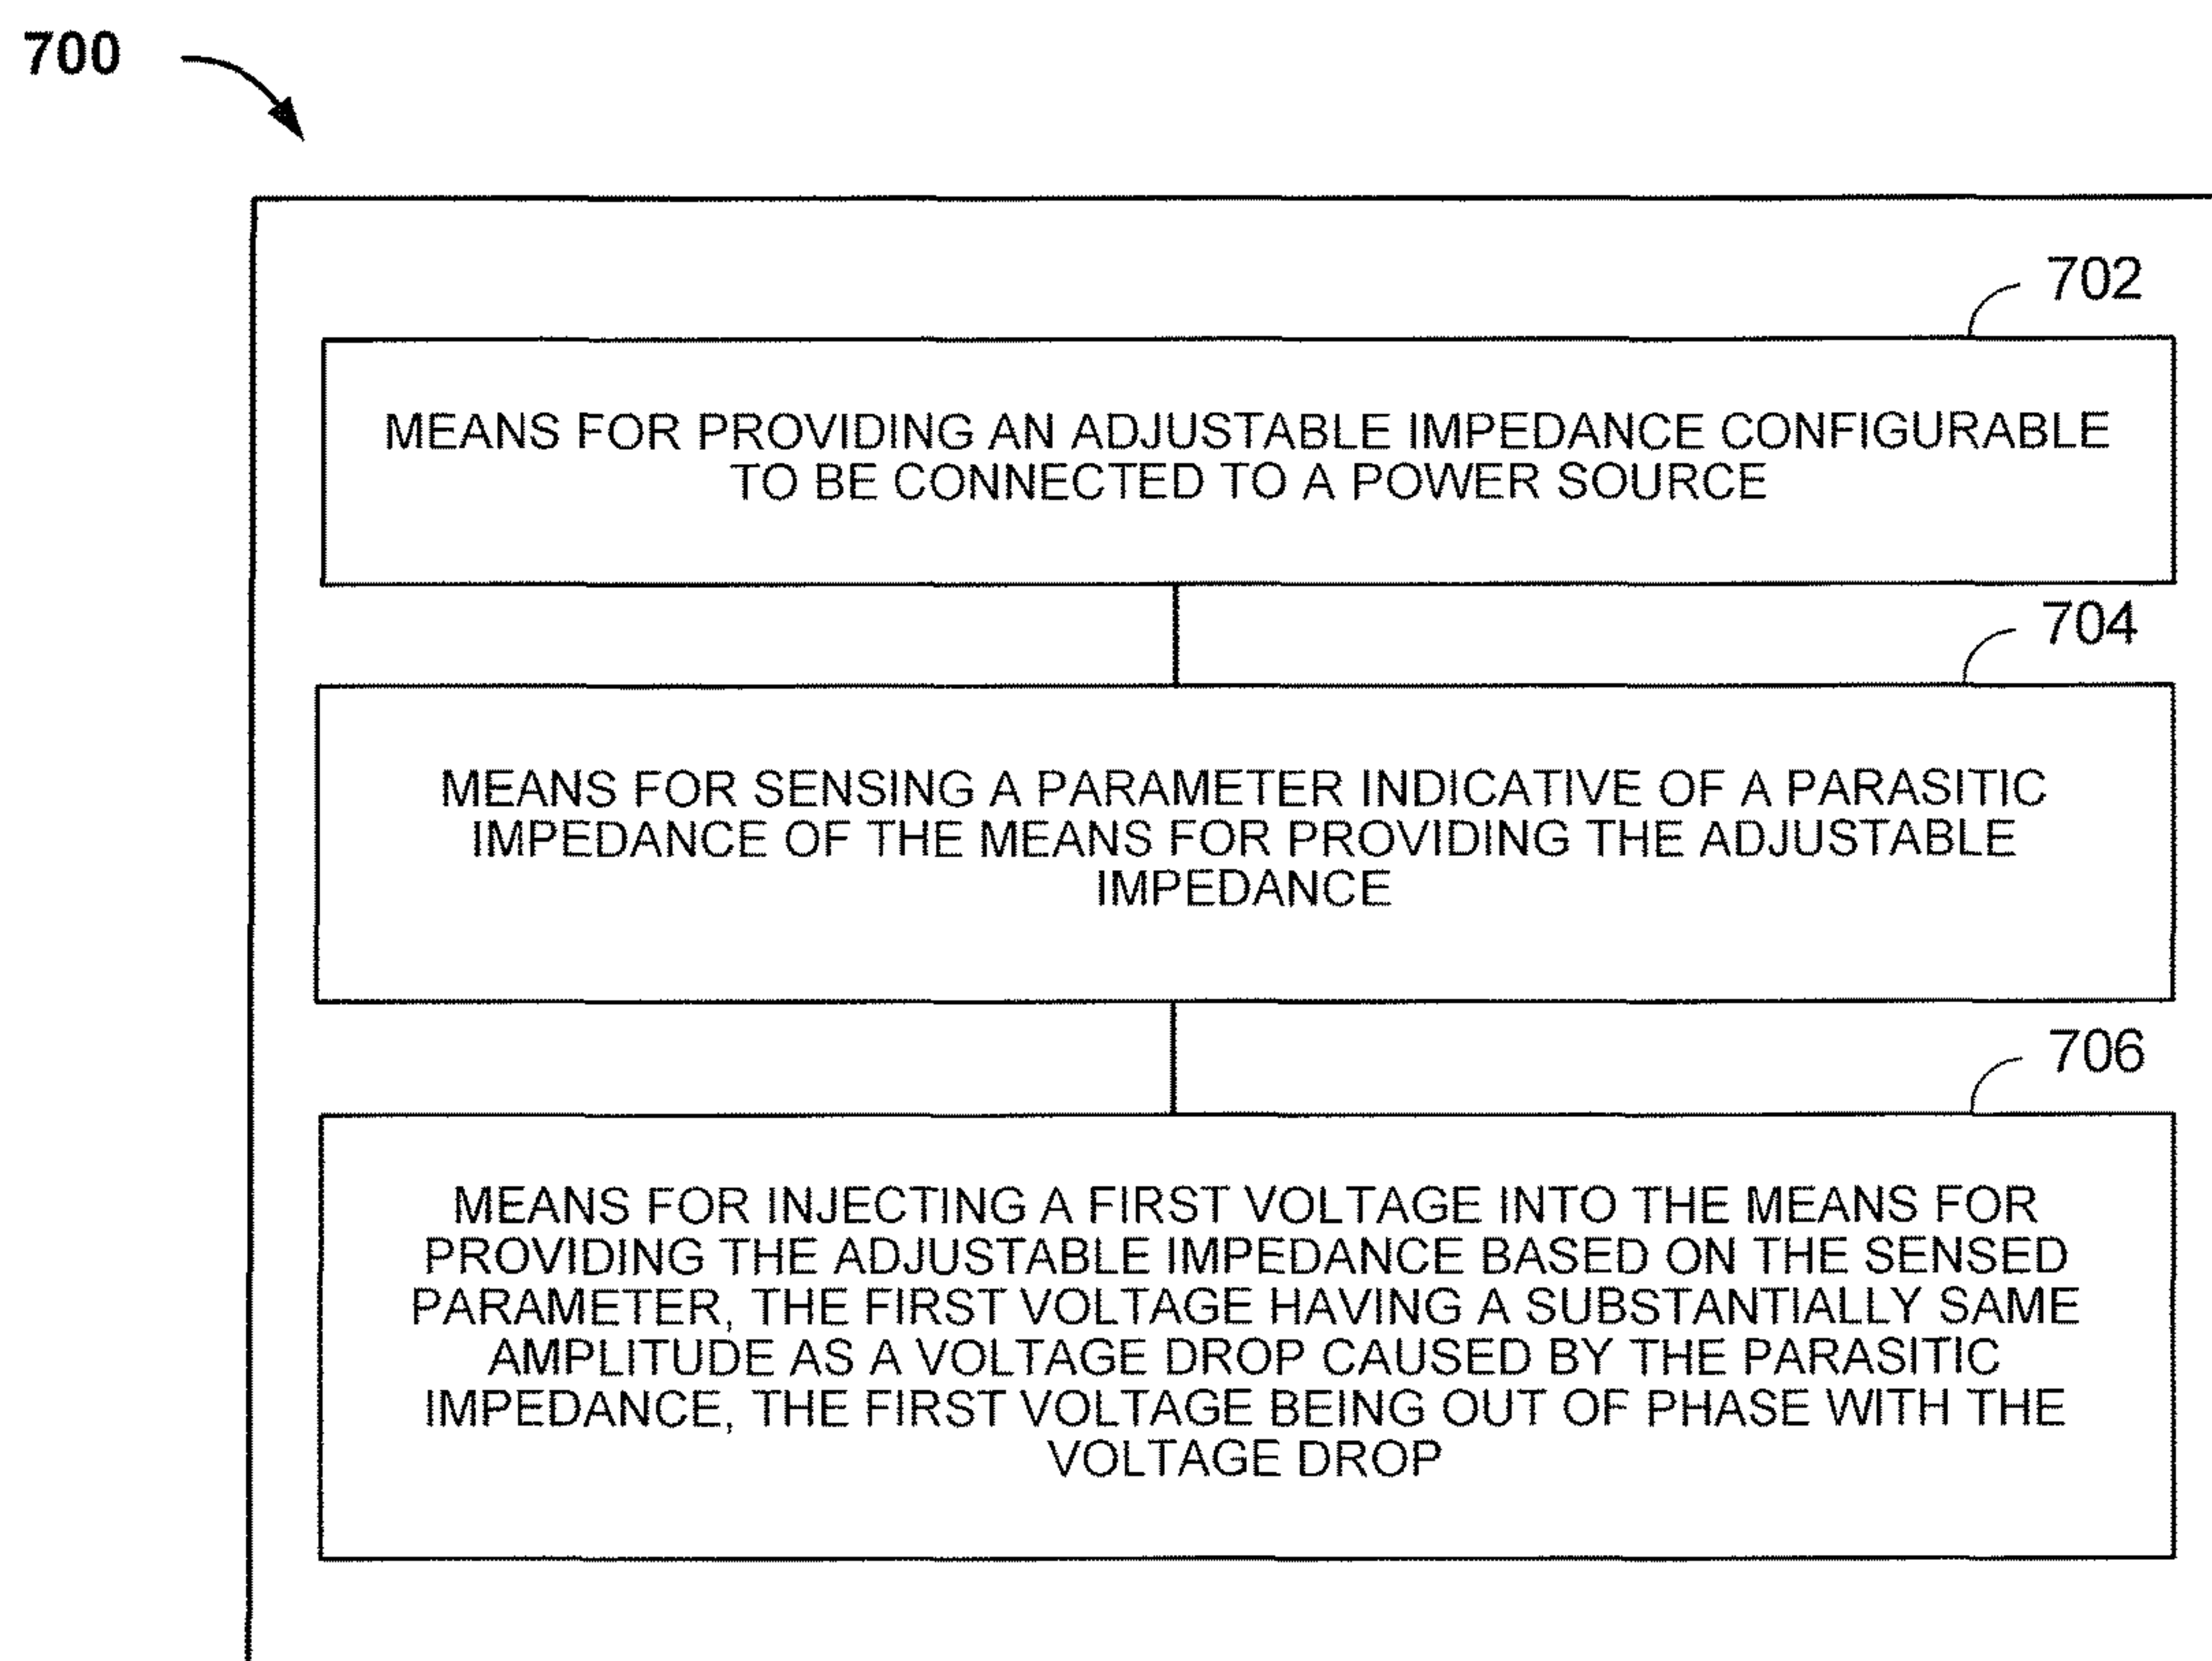 700
702
MEANS FOR PROVIDING AN ADJUSTABLE IMPEDANCE CONFIGURABLE
TO BE CONNECTED TO A POWER SOURCE
704
MEANS FOR SENSING A PARAMETER INDICATIVE OF A PARASITIC
IMPEDANCE OF THE MEANS FOR PROVIDING THE ADJUSTABLE
IMPEDANCE
706
MEANS FOR INJECTING A FIRST VOLTAGE INTO THE MEANS FOR
PROVIDING THE ADJUSTABLE IMPEDANCE BASED ON THE SENSED
PARAMETER, THE FIRST VOLTAGE HAVING A SUBSTANTIALLY SAME
AMPLITUDE AS A VOLTAGE DROP CAUSED BY THE PARASITIC
IMPEDANCE, THE FIRST VOLTAGE BEING OUT OF PHASE WITH THE
VOLTAGE DROP